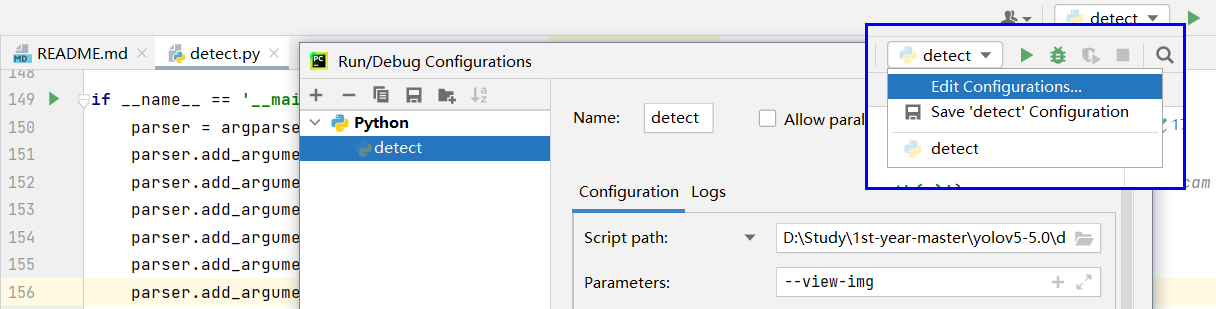 detect
README.md
detect.py
Run/Debug Configurations
detect
Edit Configurations...
Save 'detect' Configuration
detect
148
149 if __name__ == '__mai
150 parser = argparse
151 parser.add_argume
152 parser.add_argume
153 parser.add_argume
154 parser.add_argume
155 parser.add_argume
156 parser.add_argume
Python
detect
Name: detect Allow paral
Configuration Logs
Script path: D:\Study\1st-year-master\yolov5-5.0\d
Parameters: --view-img
17
cam